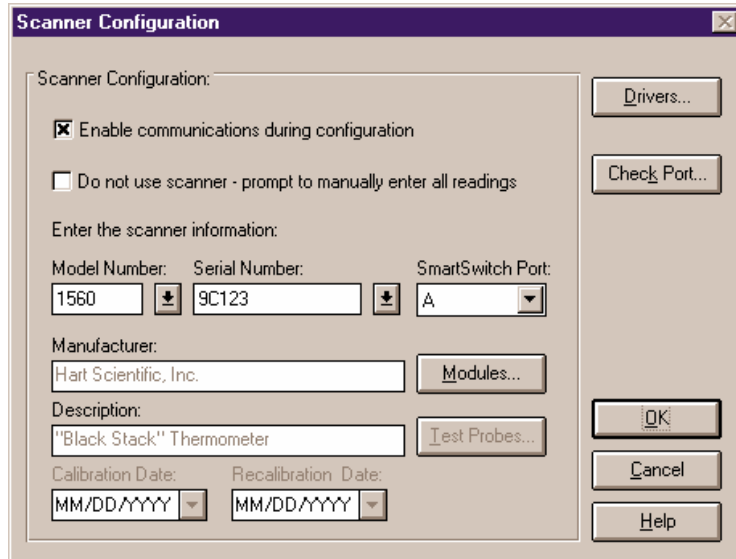 Scanner Configuration
Scanner Configuration:
Drivers...
Enable communications during configuration
Do not use scanner - prompt to manually enter all readings
Check Port...
Enter the scanner information:
Model Number: Serial Number: SmartSwitch Port:
1560 9C123 A
Manufacturer:
Hart Scientific, Inc. Modules...
Description:
"Black Stack" Thermometer Test Probes...
OK
Calibration Date: Recalibration Date:
Cancel
MM/DD/YYYY MM/DD/YYYY
Help